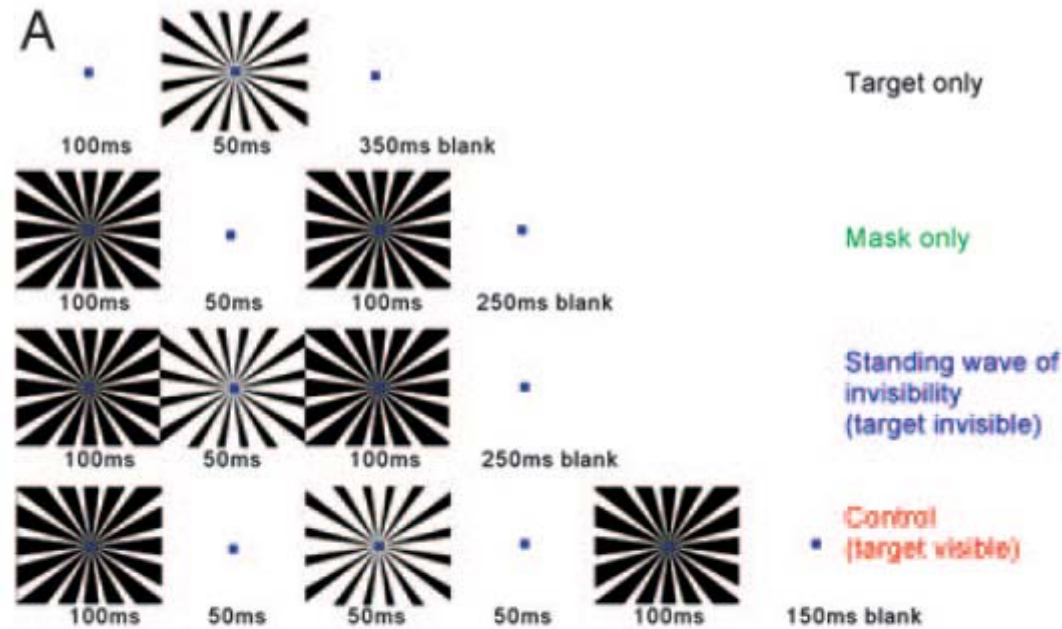 A
Target only
100ms 50ms 350ms blank
Mask only
100ms 50ms 100ms 250ms blank
Standing wave of
invisibility
(target invisible)
100ms 50ms 100ms 250ms blank
Control
(target visible)
100ms 50ms 50ms 50ms 100ms 150ms blank